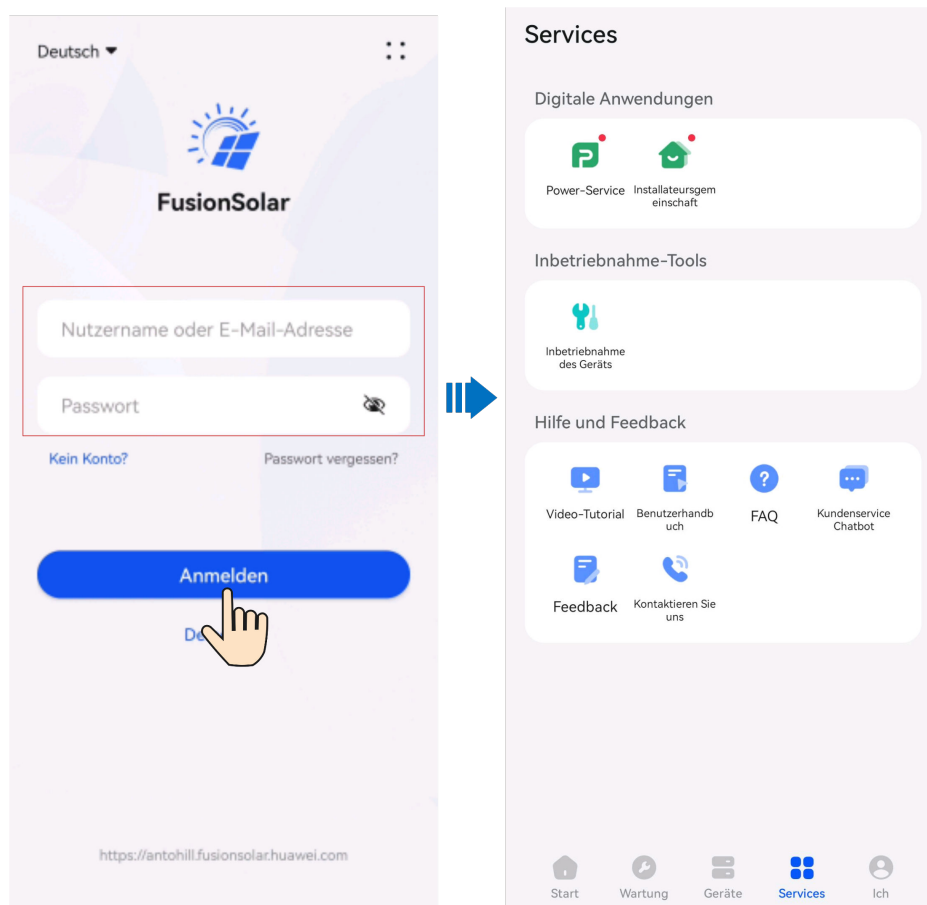 Deutsch
FusionSolar
Nutzername oder E-Mail-Adresse
Passwort
Kein Konto? Passwort vergessen?
Anmelden
https://antohill.fusionsolar.huawei.com
Services
Digitale Anwendungen
Power-Service
Installateursgem
einschaft
Inbetriebnahme-Tools
Inbetriebnahme
des Geräts
Hilfe und Feedback
Video-Tutorial
Benutzerhandb
uch
FAQ
Kundenservice
Chatbot
Feedback
Kontaktieren Sie
uns
Start Wartung Geräte Services Ich